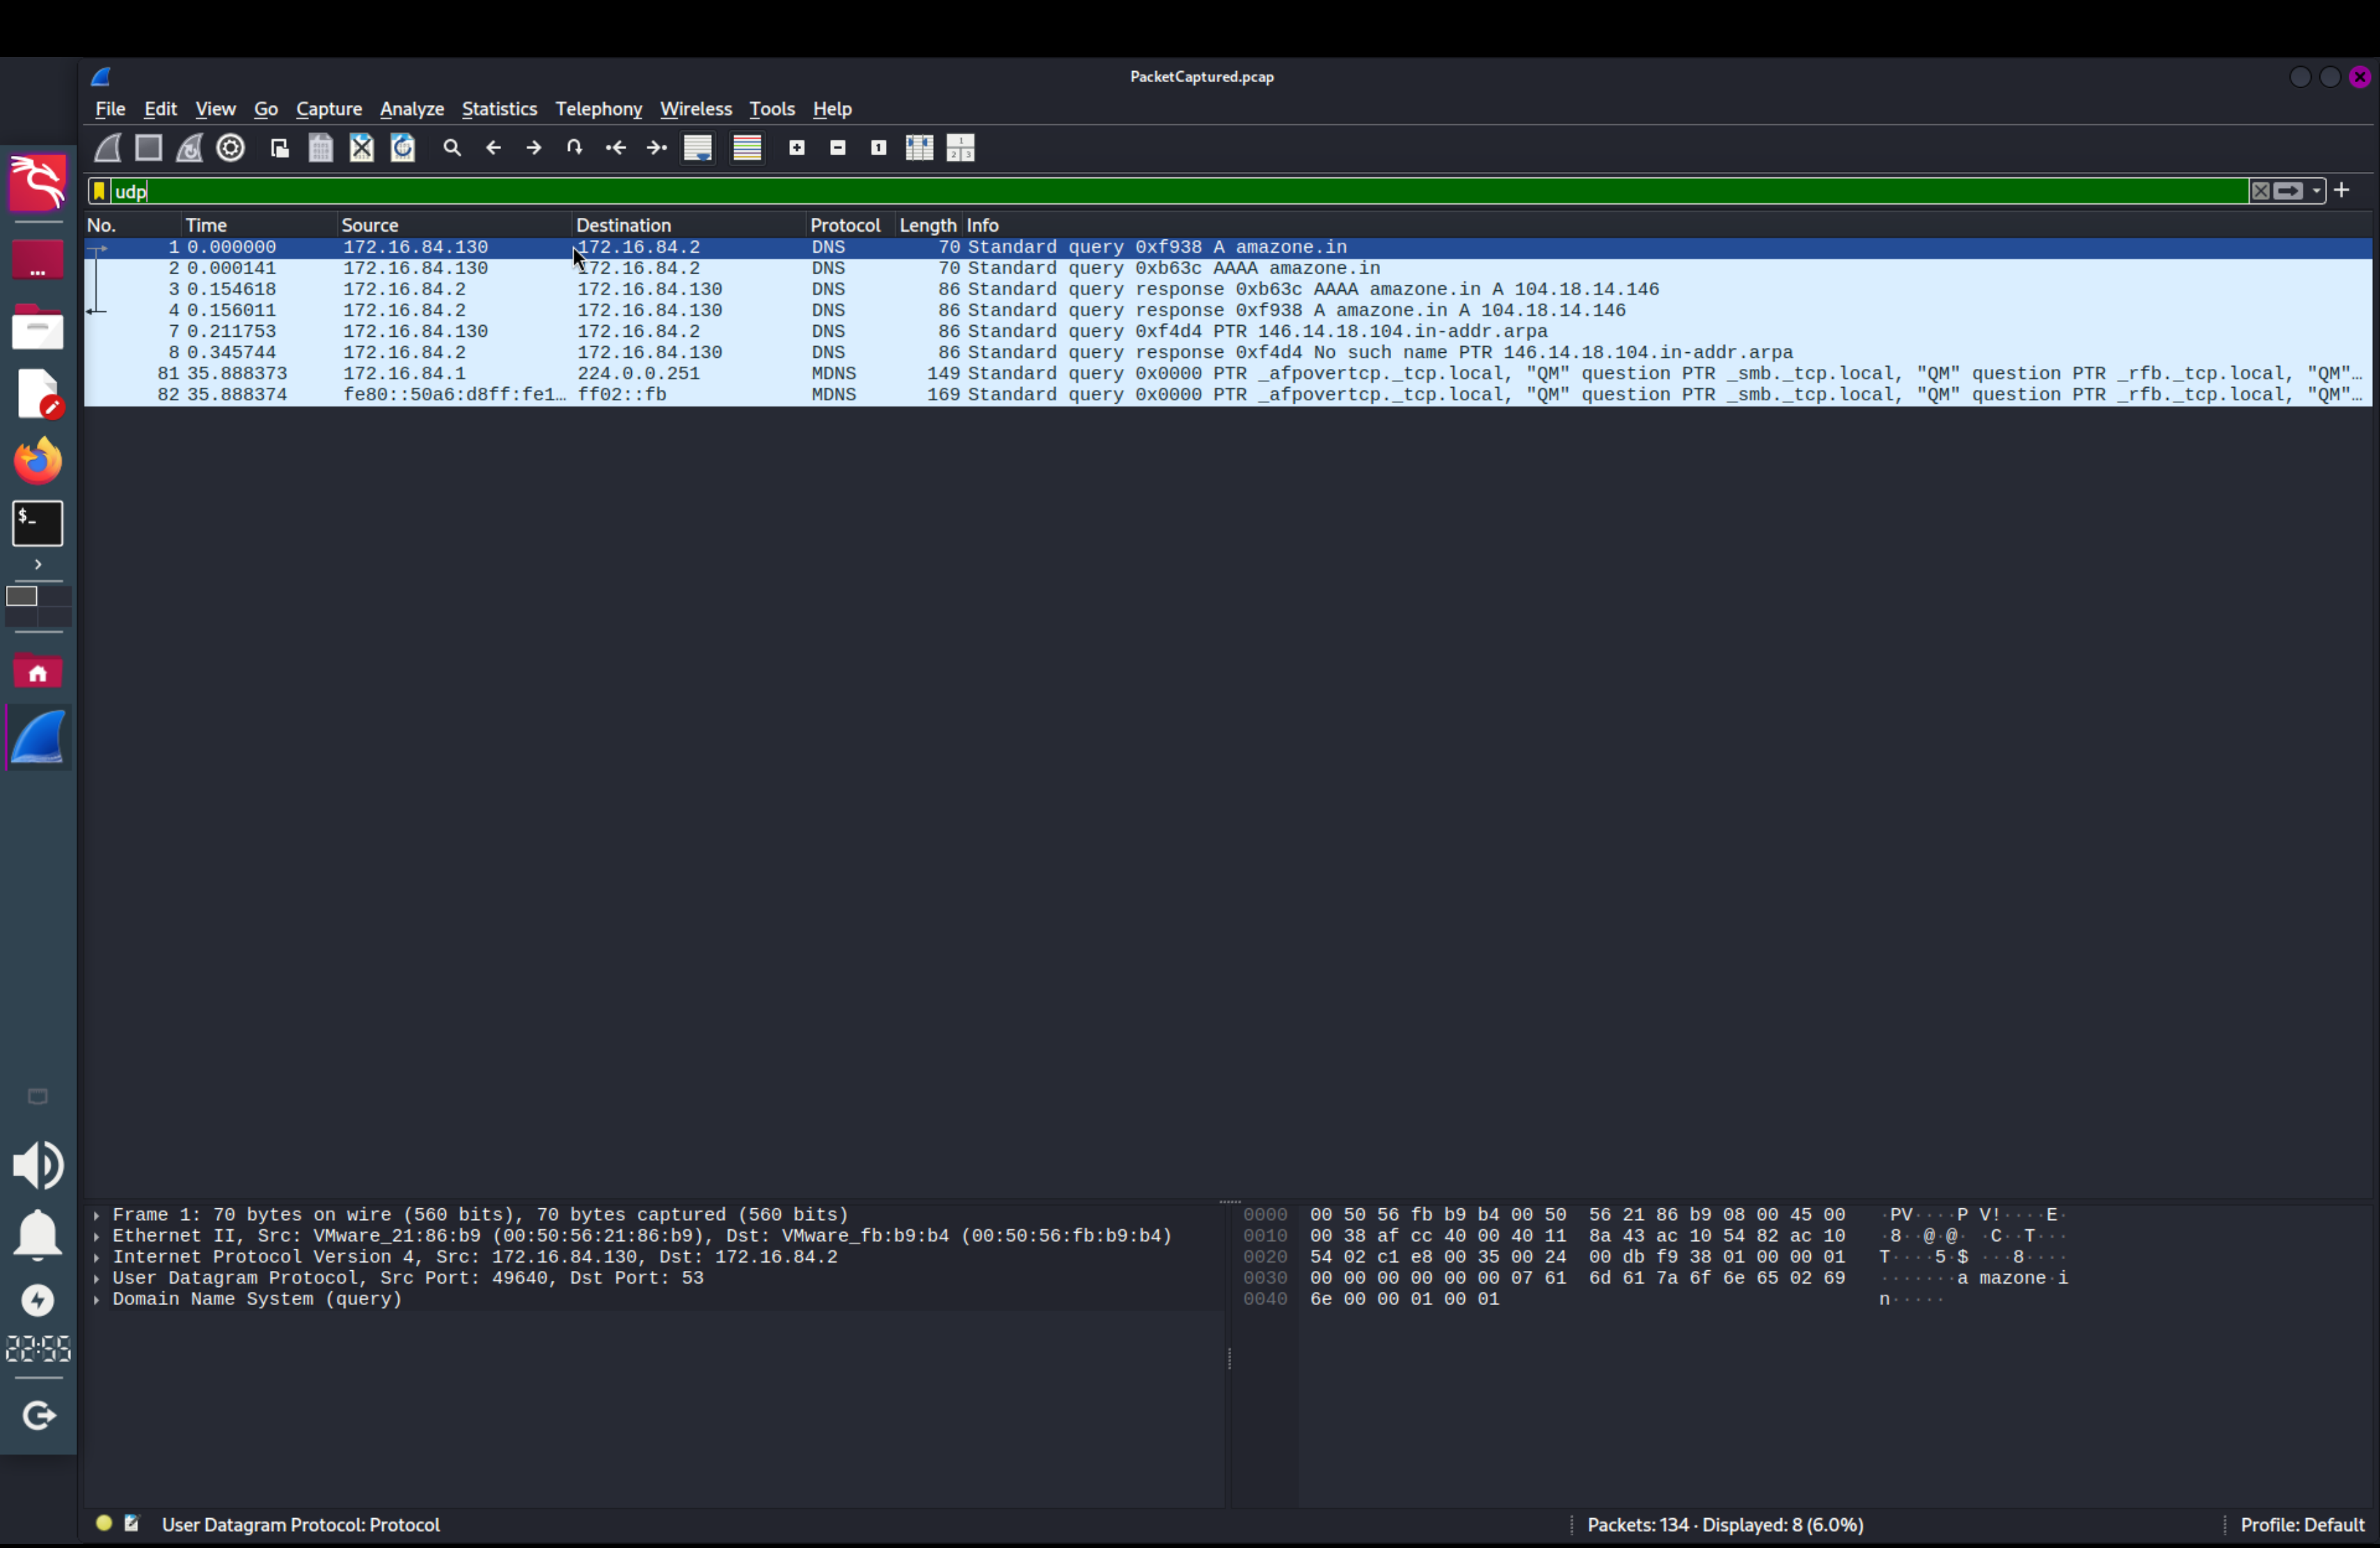 PacketCaptured.pcap
File Edit View Go Capture Analyze Statistics Telephony Wireless Tools Help
udp
No. Time Source Destination Protocol Length Info
1 0.000000 172.16.84.130 172.16.84.2 DNS 70 Standard query 0xf938 A amazone.in
2 0.000141 172.16.84.130 172.16.84.2 DNS 70 Standard query 0xb63c AAAA amazone.in
3 0.154618 172.16.84.2 172.16.84.130 DNS 86 Standard query response 0xb63c AAAA amazone.in A 104.18.14.146
4 0.156011 172.16.84.2 172.16.84.130 DNS 86 Standard query response 0xf938 A amazone.in A 104.18.14.146
7 0.211753 172.16.84.130 172.16.84.2 DNS 86 Standard query 0xf4d4 PTR 146.14.18.104.in-addr.arpa
8 0.345744 172.16.84.2 172.16.84.130 DNS 86 Standard query response 0xf4d4 No such name PTR 146.14.18.104.in-addr.arpa
81 35.888373 172.16.84.1 224.0.0.251 MDNS 149 Standard query 0x0000 PTR _afpovertcp._tcp.local, "QM" question PTR _smb._tcp.local, "QM" question PTR _rfb._tcp.local, "QM"…
82 35.888374 fe80::50a6:d8ff:fe1… ff02::fb MDNS 169 Standard query 0x0000 PTR _afpovertcp._tcp.local, "QM" question PTR _smb._tcp.local, "QM" question PTR _rfb._tcp.local, "QM"…
Frame 1: 70 bytes on wire (560 bits), 70 bytes captured (560 bits)
Ethernet II, Src: VMware_21:86:b9 (00:50:56:21:86:b9), Dst: VMware_fb:b9:b4 (00:50:56:fb:b9:b4)
Internet Protocol Version 4, Src: 172.16.84.130, Dst: 172.16.84.2
User Datagram Protocol, Src Port: 49640, Dst Port: 53
Domain Name System (query)
0000 00 50 56 fb b9 b4 00 50 56 21 86 b9 08 00 45 00 ·PV····P V!····E·
0010 00 38 af cc 40 00 40 11 8a 43 ac 10 54 82 ac 10 ·8··@·@· ·C··T···
0020 54 02 c1 e8 00 35 00 24 00 db f9 38 01 00 00 01 T····5·$ ···8····
0030 00 00 00 00 00 00 07 61 6d 61 7a 6f 6e 65 02 69 ·······a mazone·i
0040 6e 00 00 01 00 01 n·····
22:55
User Datagram Protocol: Protocol
Packets: 134 · Displayed: 8 (6.0%)
Profile: Default